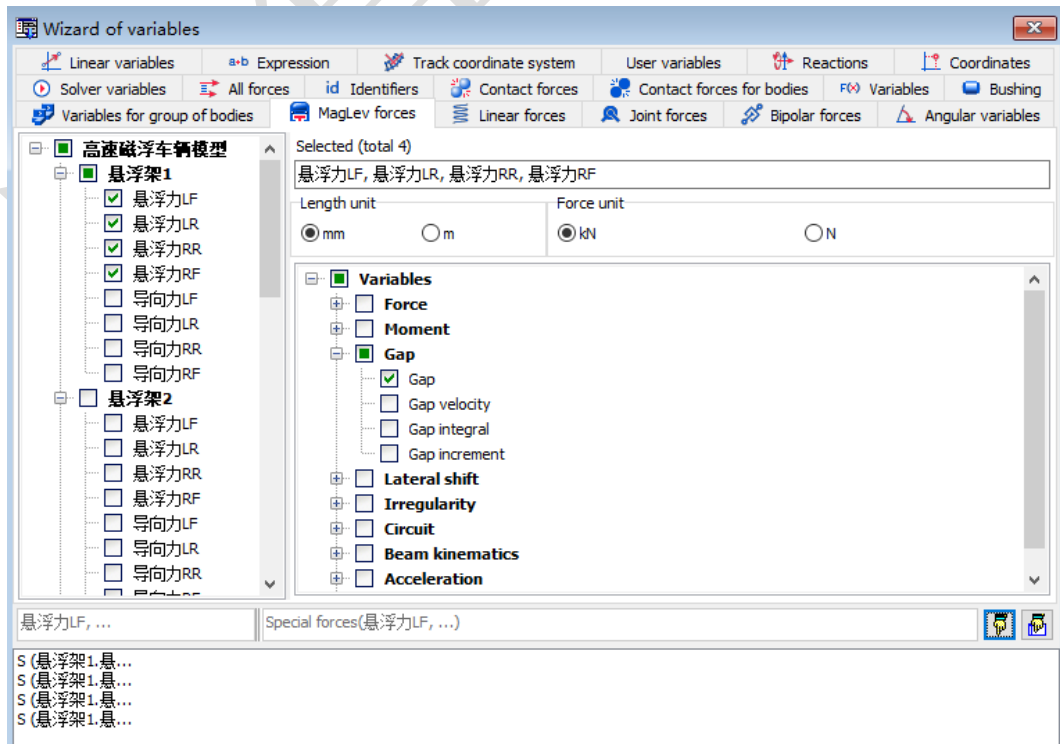 Wizard of variables
Linear variables a+b Expression Track coordinate system User variables Reactions Coordinates
Solver variables All forces id Identifiers Contact forces Contact forces for bodies F(x) Variables Bushing
Variables for group of bodies MagLev forces Linear forces Joint forces Bipolar forces Angular variables
高速磁浮车辆模型
悬浮架1
悬浮力LF
悬浮力LR
悬浮力RR
悬浮力RF
导向力LF
导向力LR
导向力RR
导向力RF
悬浮架2
悬浮力LF
悬浮力LR
悬浮力RR
悬浮力RF
导向力LF
导向力LR
导向力RR
Selected (total 4)
悬浮力LF, 悬浮力LR, 悬浮力RR, 悬浮力RF
Length unit Force unit
mm m kN N
Variables
Force
Moment
Gap
Gap
Gap velocity
Gap integral
Gap increment
Lateral shift
Irregularity
Circuit
Beam kinematics
Acceleration
悬浮力LF, ... Special forces(悬浮力LF, ...)
S (悬浮架1.悬...
S (悬浮架1.悬...
S (悬浮架1.悬...
S (悬浮架1.悬...